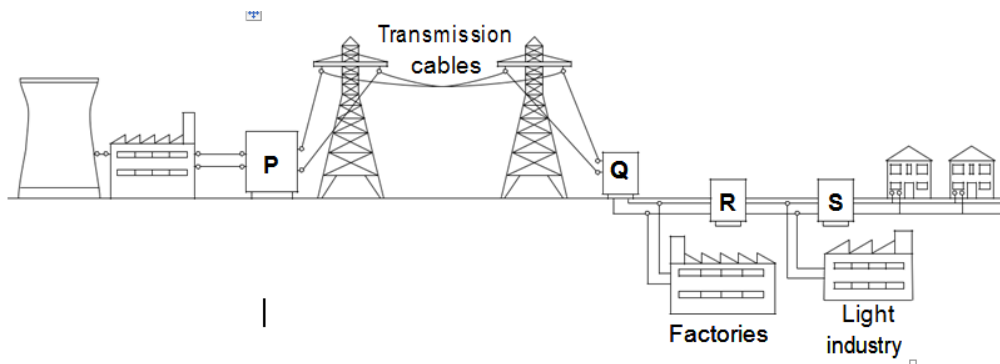 Transmission
cables
P
Q
R
S
Factories
Light
industry